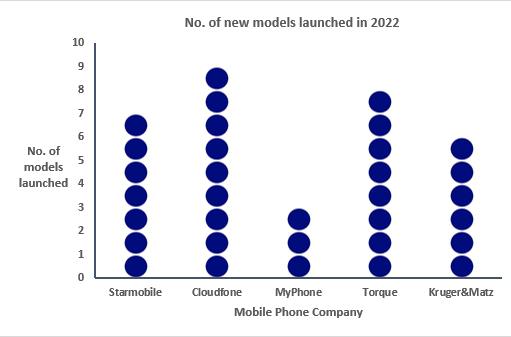 No. of new models launched in 2022
10
9
8
7
6
5
4
3
2
1
0
No. of
models
launched
Starmobile Cloudfone MyPhone Torque Kruger&Matz
Mobile Phone Company